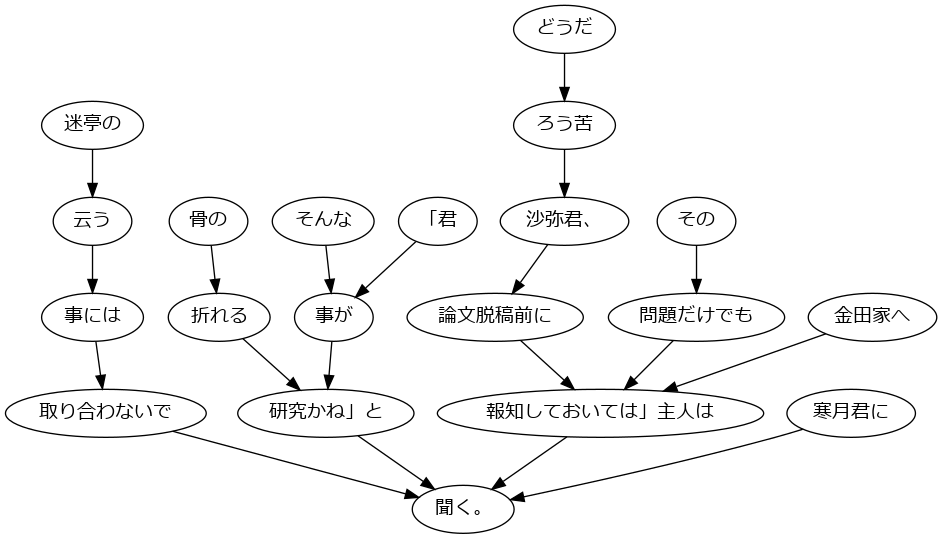 どうだ
迷亭の
ろう苦
云う
骨の
そんな
「君
沙弥君、
その
事には
折れる
事が
論文脱稿前に
問題だけでも
金田家へ
取り合わないで
研究かね」と
報知しておいては」主人は
寒月君に
聞く。